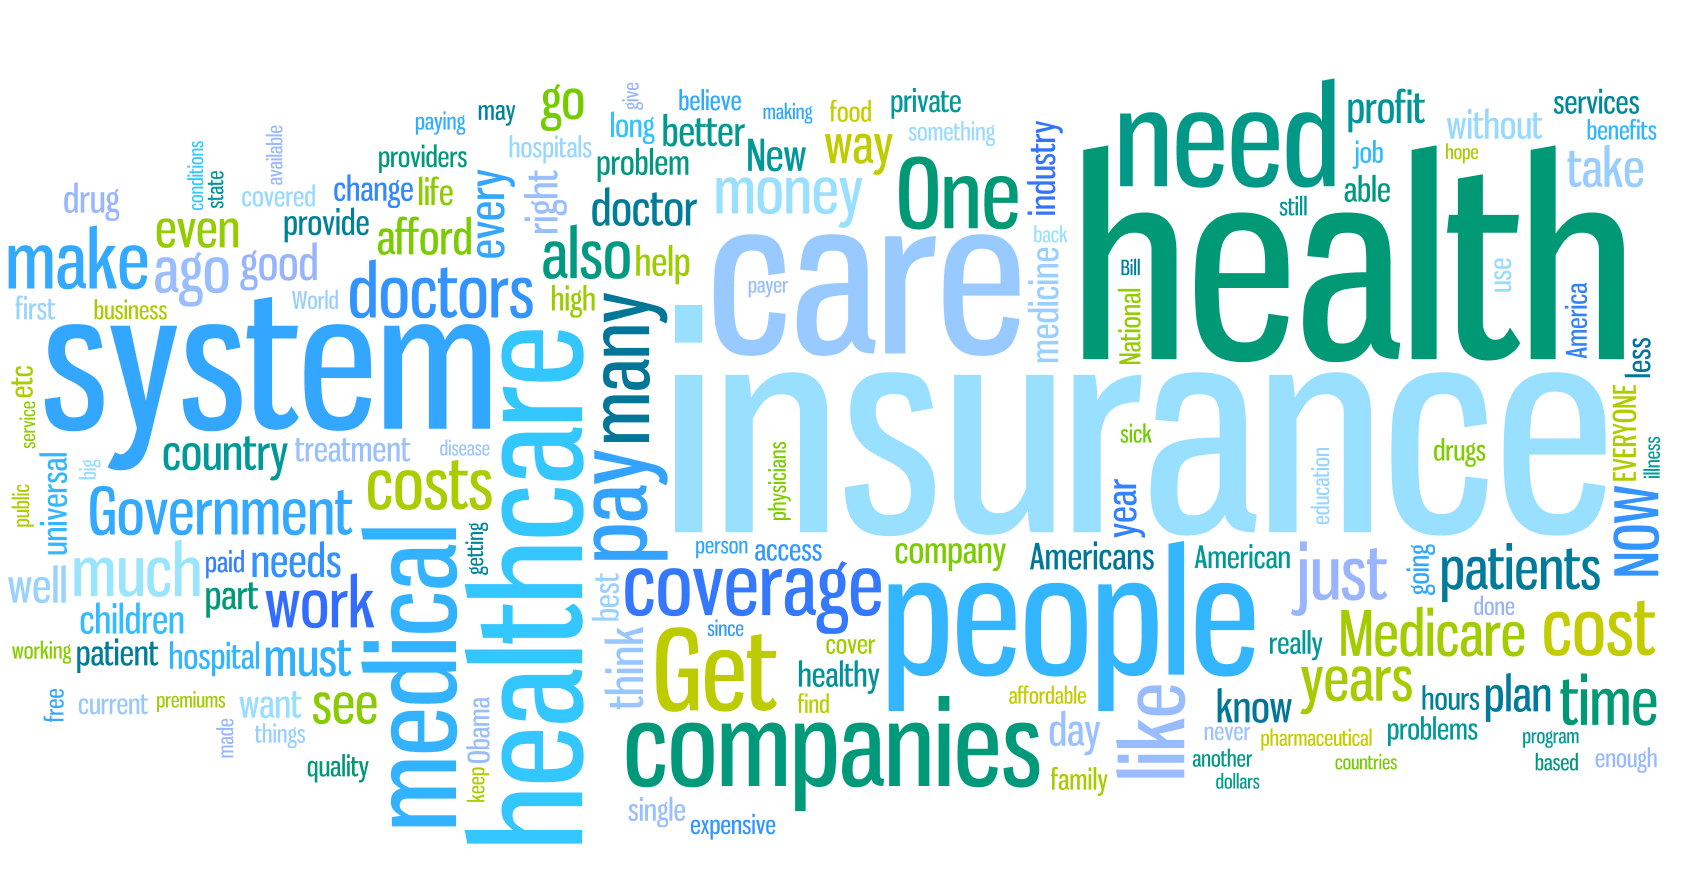 give
believe
making
food
private
need
profit
without
services
benefits
paying
may
go
long
better
something
industry
job
hope
take
conditions
available
providers
hospitals
problem
New
way
One
health
able
still
drug
state
covered
change
life
every
right
doctor
money
back
make
even
provide
afford
also
help
care
medicine
Bill
use
ago
good
doctors
high
payer
National
America
less
first
business
World
many
insurance
system
healthcare
etc
service
country
treatment
disease
pay
physicians
sick
education
drugs
EVERYONE
illness
public
universal
big
Government
costs
year
NOW
getting
medical
well
much
paid
needs
person
access
company
Americans
American
just
going
patients
children
part
work
best
coverage
people
done
working
patient
hospital
must
since
think
Get
cover
healthy
really
Medicare
cost
free
current
premiums
want
see
Obama
find
affordable
like
know
years
hours
plan
time
made
things
companies
day
never
pharmaceutical
problems
program
quality
keep
family
another
dollars
countries
based
enough
single
expensive